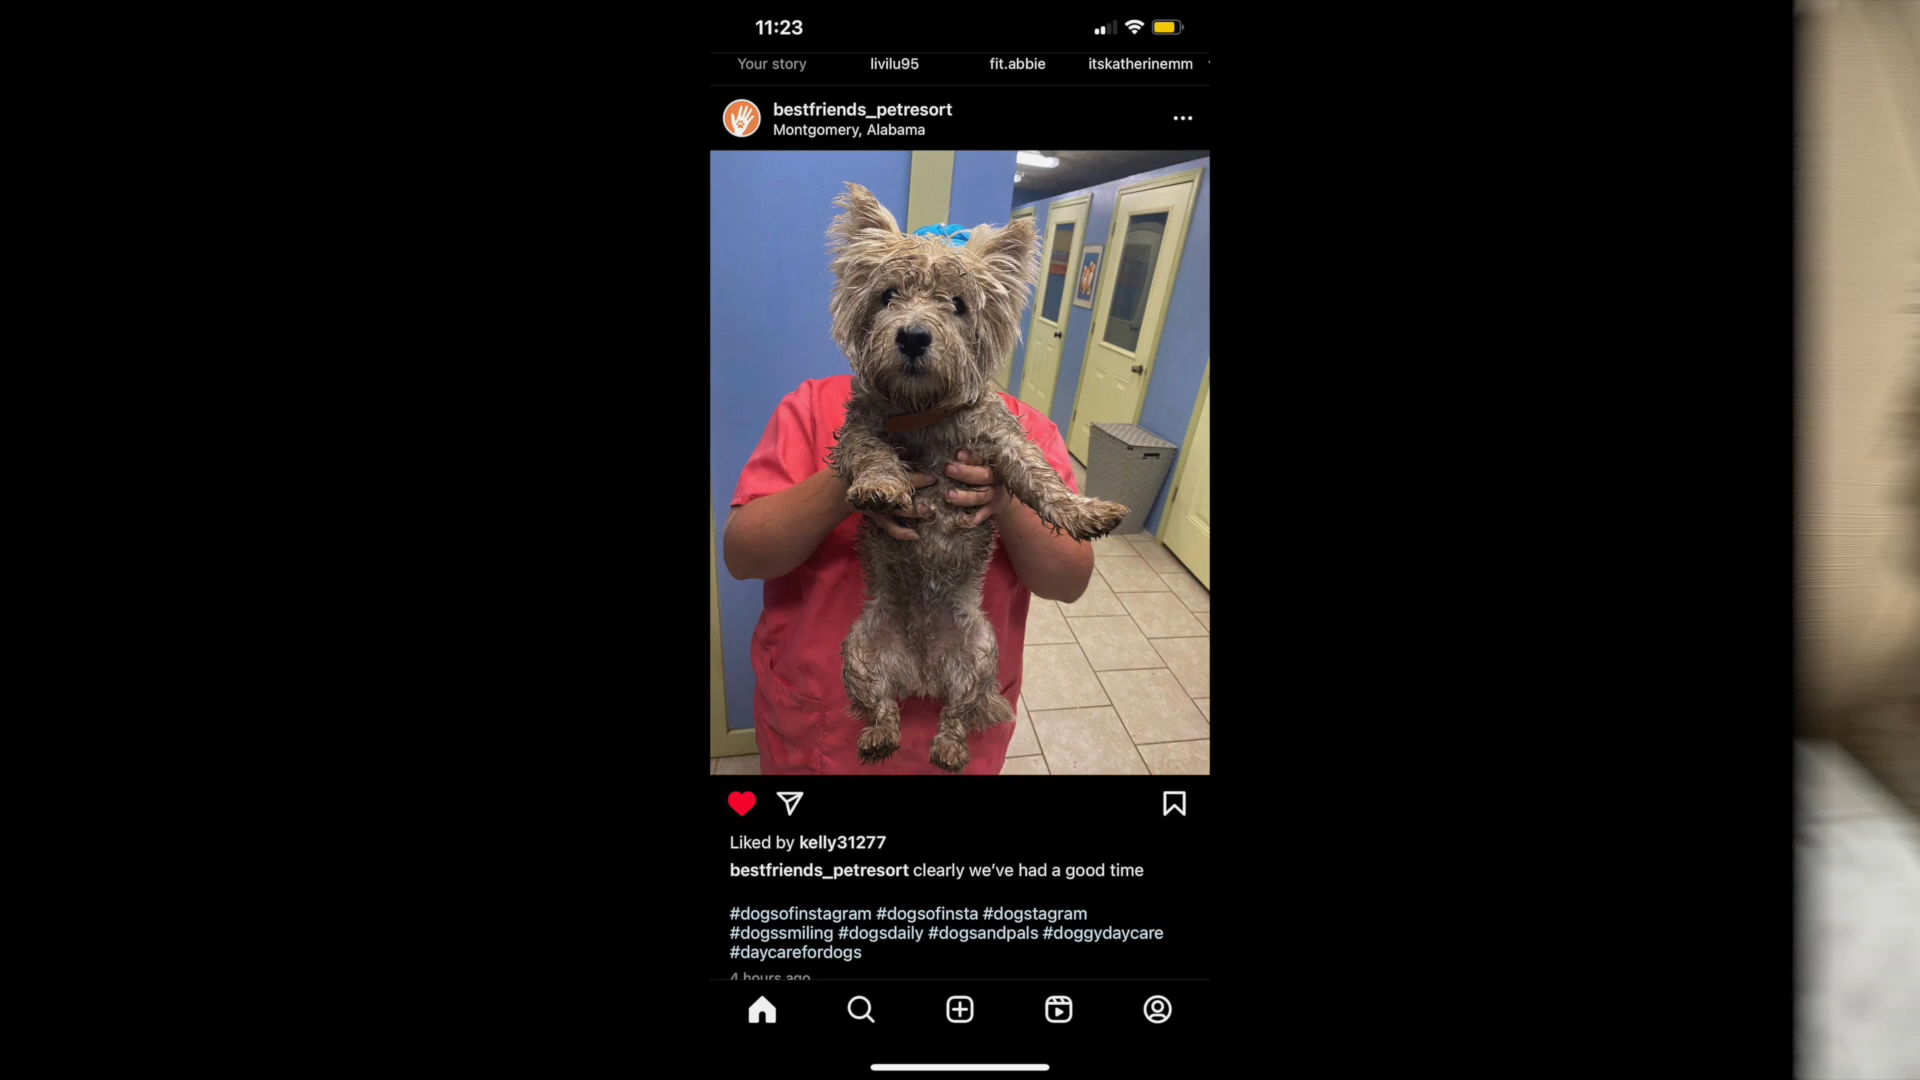 11:23
Your story livilu95 fit.abbie itskatherinemm
bestfriends_petresort
Montgomery, Alabama
Liked by kelly31277
bestfriends_petresort clearly we've had a good time
#dogsofinstagram #dogsofinsta #dogstagram
#dogssmiling #dogsdaily #dogsandpals #doggydaycare
#daycarefordogs
4 hours ago